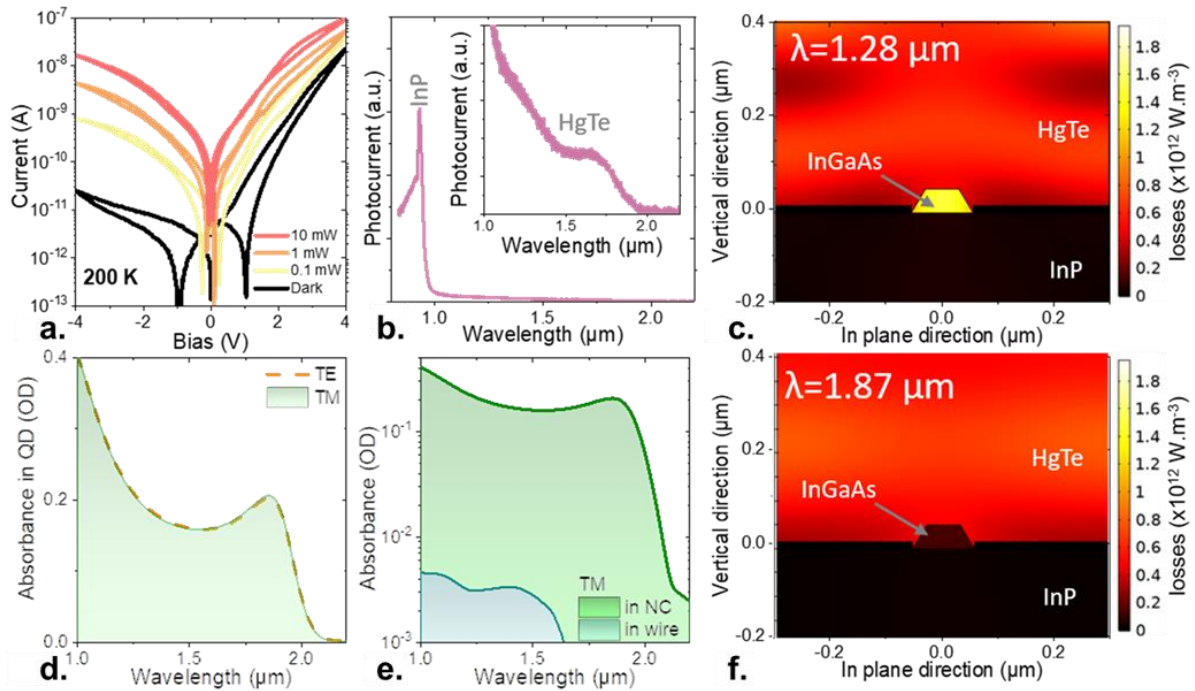 10⁻⁷
10⁻⁸
10⁻⁹
10⁻¹⁰
10⁻¹¹
10⁻¹²
10⁻¹³
Current (A)
10 mW
1 mW
0.1 mW
Dark
200 K
-4 -2 0 2 4
Bias (V)
a.
Photocurrent (a.u.)
InP
Photocurrent (a.u.)
HgTe
1.5 2.0
Wavelength (µm)
1.0 1.5 2.0
Wavelength (µm)
b.
0.4
0.2
0.0
-0.2
Vertical direction (µm)
λ=1.28 µm
HgTe
InGaAs
InP
-0.2 0.0 0.2
In plane direction (µm)
c.
1.8
1.6
1.4
1.2
1
0.8
0.6
0.4
0.2
0
losses (x10¹² W.m⁻³)
0.4
0.2
0.0
Absorbance in QD (OD)
TE
TM
1.0 1.5 2.0
Wavelength (µm)
d.
10⁻¹
10⁻²
10⁻³
Absorbance (OD)
TM
in NC
in wire
1.0 1.5 2.0
Wavelength (µm)
e.
0.4
0.2
0.0
-0.2
Vertical direction (µm)
λ=1.87 µm
HgTe
InGaAs
InP
-0.2 0.0 0.2
In plane direction (µm)
f.
1.8
1.6
1.4
1.2
1
0.8
0.6
0.4
0.2
0
losses (x10¹² W.m⁻³)